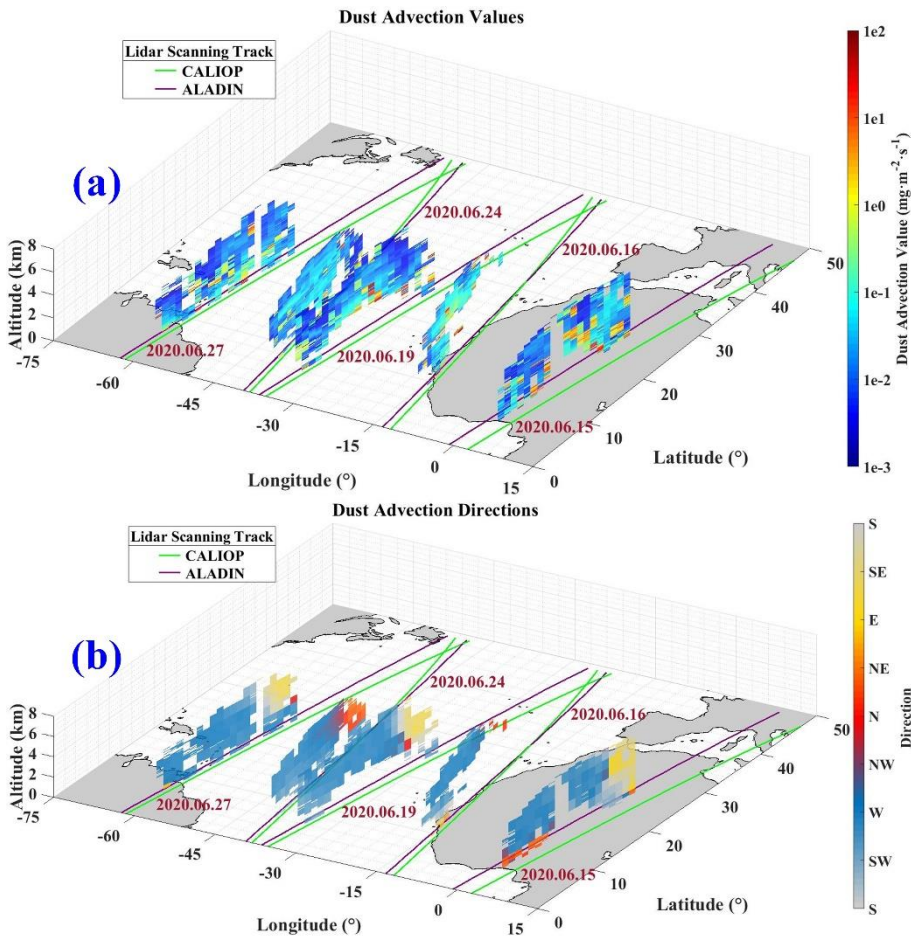 Dust Advection Values
Lidar Scanning Track
CALIOP
ALADIN
(a)
2020.06.24
2020.06.16
2020.06.27
2020.06.19
2020.06.15
Altitude (km)
8
6
4
2
0
-75
-60
-45
-30
-15
0
15
Longitude (°)
0
10
20
30
40
50
Latitude (°)
1e2
1e1
1e0
1e-1
1e-2
1e-3
Dust Advection Value (mg·m⁻²·s⁻¹)
Dust Advection Directions
Lidar Scanning Track
CALIOP
ALADIN
(b)
2020.06.24
2020.06.16
2020.06.27
2020.06.19
2020.06.15
Altitude (km)
8
6
4
2
0
-75
-60
-45
-30
-15
0
15
Longitude (°)
0
10
20
30
40
50
Latitude (°)
S
SE
E
NE
N
NW
W
SW
S
Direction